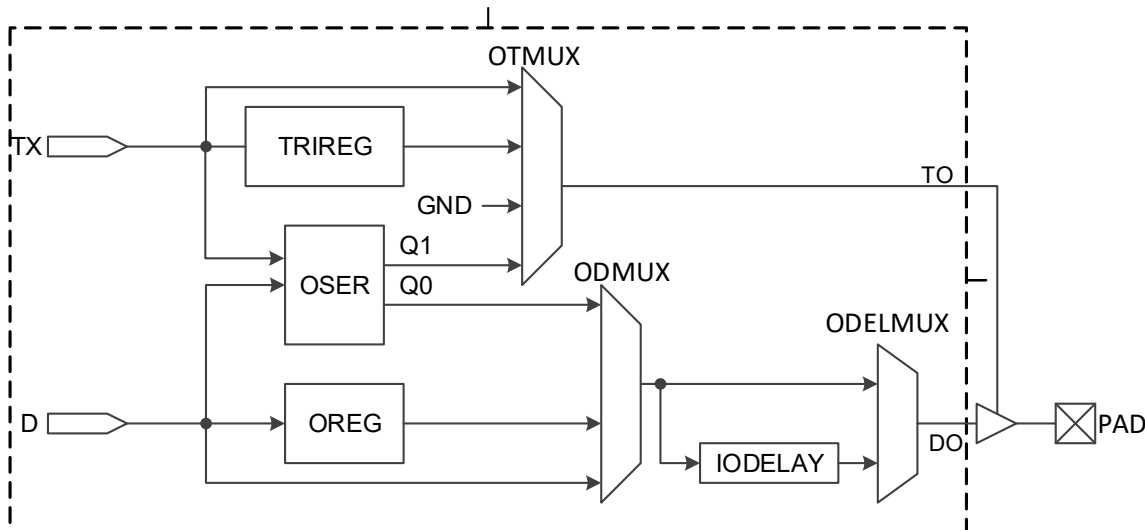 OTMUX
TX
TRIREG
TO
GND
Q1
OSER
Q0
ODMUX
ODELMUX
D
OREG
DO
PAD
IODELAY